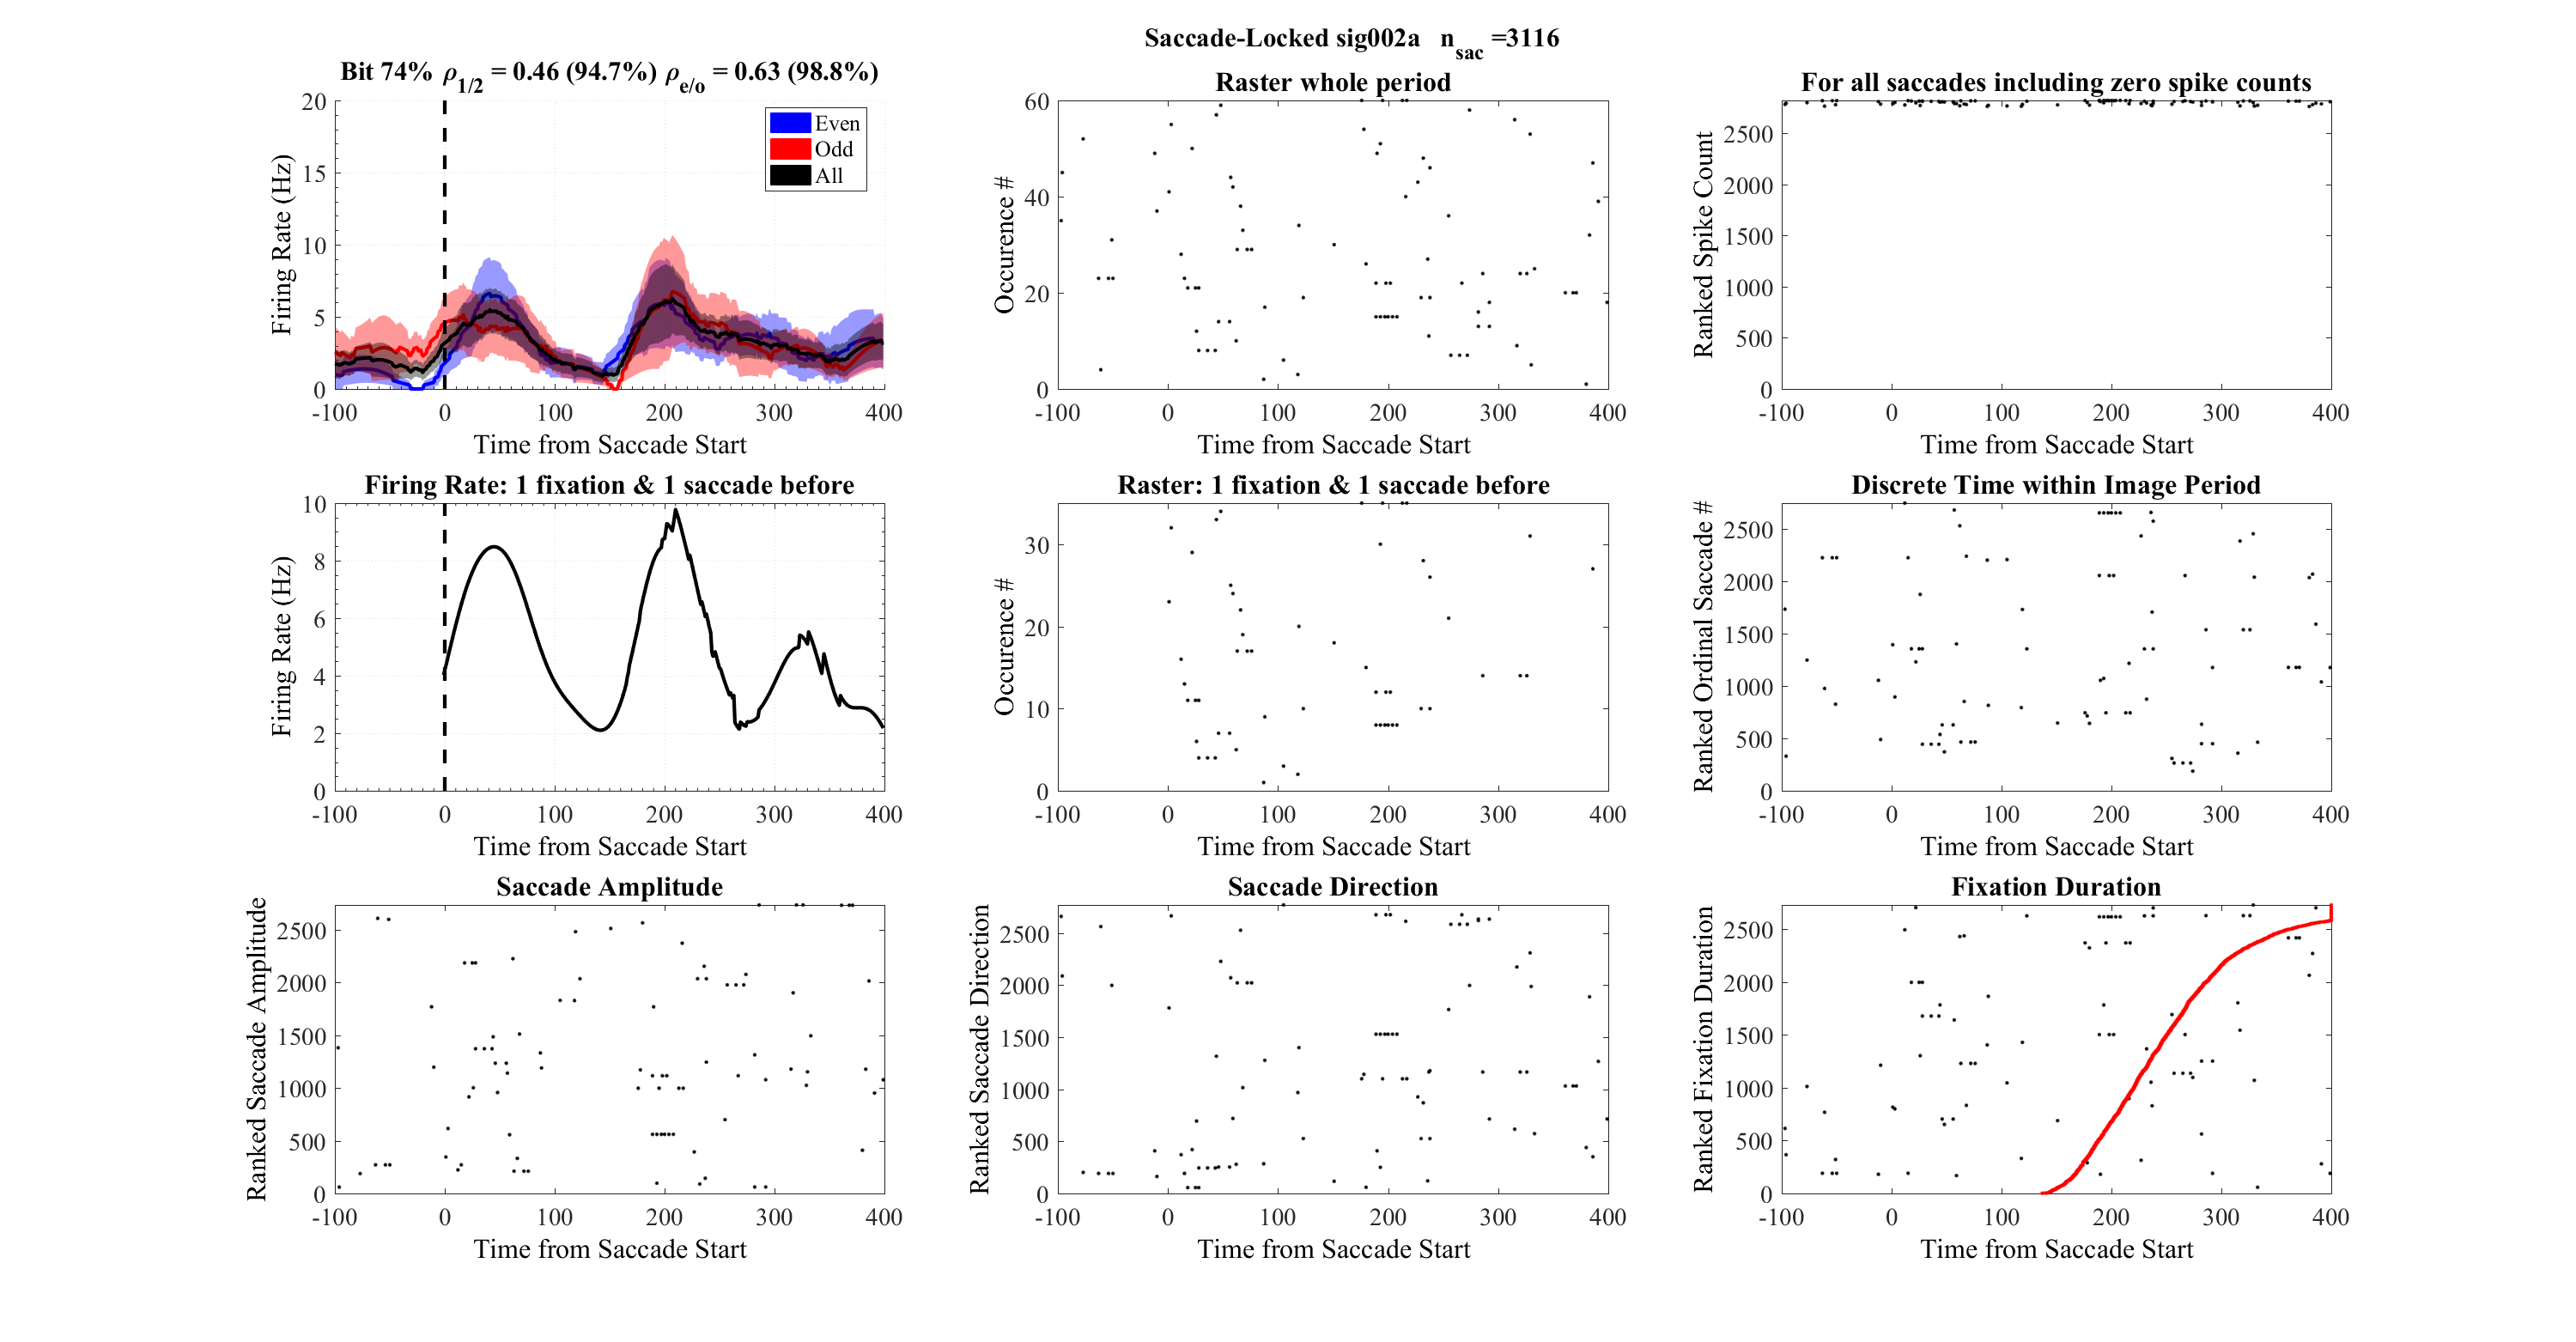 Saccade-Locked sig002a n_sac =3116
Bit 74% ρ_1/2 = 0.46 (94.7%) ρ_e/o = 0.63 (98.8%)
Firing Rate (Hz)
20
15
10
5
0
Even
Odd
All
-100 0 100 200 300 400
Time from Saccade Start
Raster whole period
Occurence #
60
40
20
0
-100 0 100 200 300 400
Time from Saccade Start
For all saccades including zero spike counts
Ranked Spike Count
2500
2000
1500
1000
500
0
-100 0 100 200 300 400
Time from Saccade Start
Firing Rate: 1 fixation & 1 saccade before
Firing Rate (Hz)
10
8
6
4
2
0
-100 0 100 200 300 400
Time from Saccade Start
Raster: 1 fixation & 1 saccade before
Occurence #
30
20
10
0
-100 0 100 200 300 400
Time from Saccade Start
Discrete Time within Image Period
Ranked Ordinal Saccade #
2500
2000
1500
1000
500
0
-100 0 100 200 300 400
Time from Saccade Start
Saccade Amplitude
Ranked Saccade Amplitude
2500
2000
1500
1000
500
0
-100 0 100 200 300 400
Time from Saccade Start
Saccade Direction
Ranked Saccade Direction
2500
2000
1500
1000
500
0
-100 0 100 200 300 400
Time from Saccade Start
Fixation Duration
Ranked Fixation Duration
2500
2000
1500
1000
500
0
-100 0 100 200 300 400
Time from Saccade Start